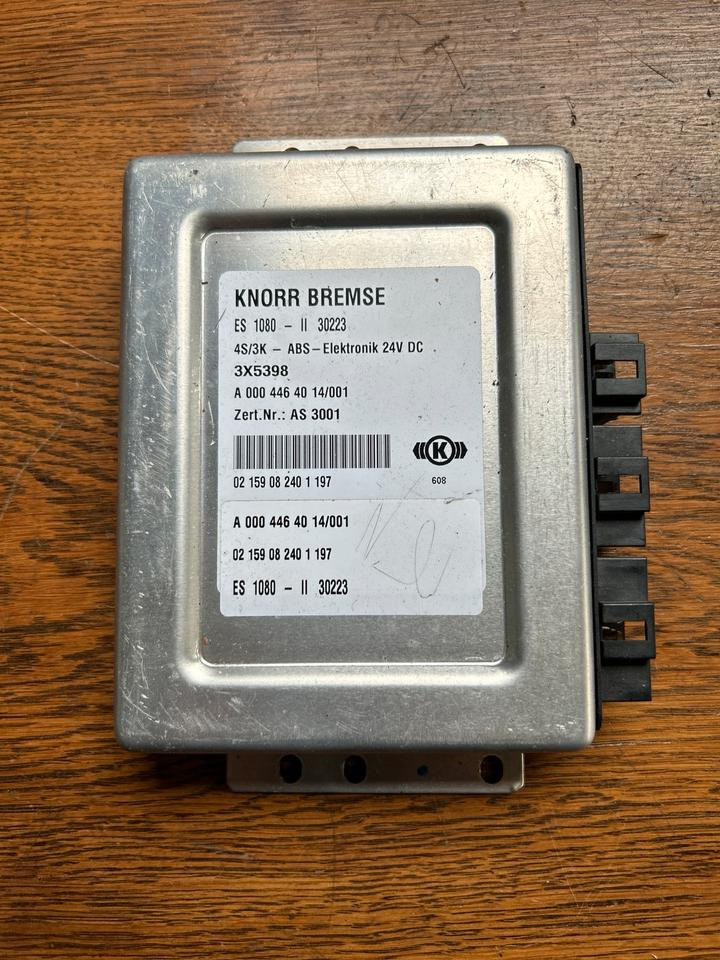 KNORR BREMSE
ES 1080 - II 30223
4S/3K - ABS-Elektronik 24V DC
3X5398
A 000 446 40 14/001
Zert.Nr.: AS 3001
K
02 159 08 240 1 197
608
A 000 446 40 14/001
02 159 08 240 1 197
ES 1080 - II 30223